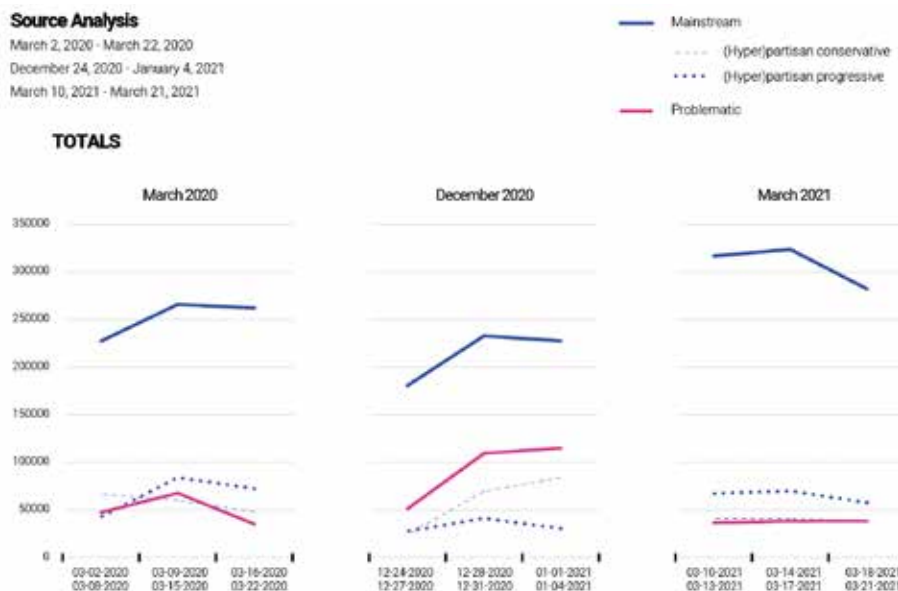 Source Analysis
March 2, 2020 - March 22, 2020
December 24, 2020 - January 4, 2021
March 10, 2021 - March 21, 2021
Mainstream
(Hyper)partisan conservative
(Hyper)partisan progressive
Problematic
TOTALS
March 2020
December 2020
March 2021
350000
300000
250000
200000
150000
100000
50000
0
03-02-2020 03-09-2020 03-16-2020 12-24-2020 12-28-2020 01-01-2021 03-10-2021 03-14-2021 03-18-2021
03-08-2020 03-15-2020 03-22-2020 12-27-2020 12-31-2020 01-04-2021 03-13-2021 03-17-2021 03-21-2021